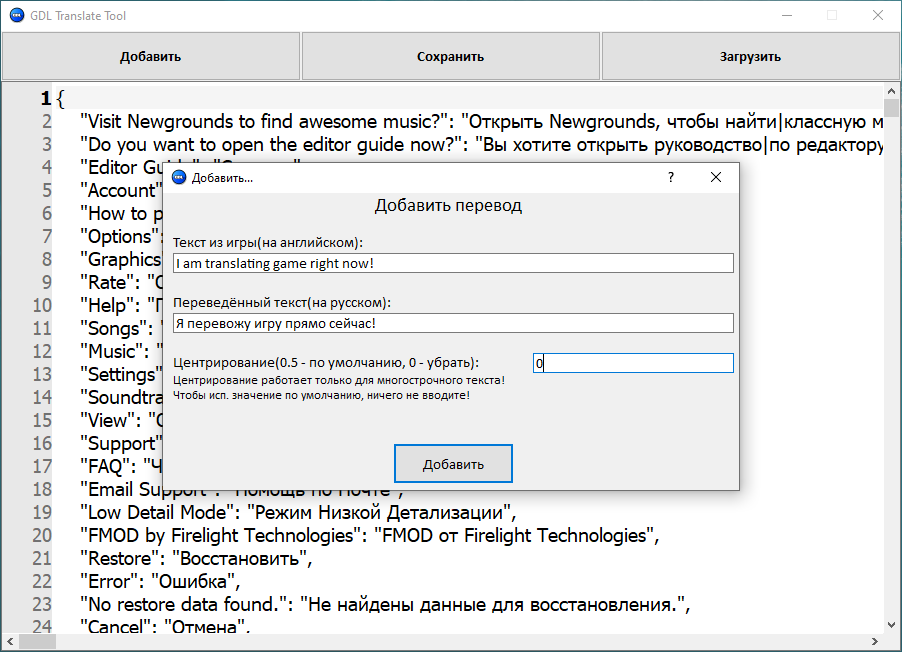 GDL Translate Tool
Добавить Сохранить Загрузить
1 {
2 "Visit Newgrounds to find awesome music?": "Открыть Newgrounds, чтобы найти|классную м
3 "Do you want to open the editor guide now?": "Вы хотите открыть руководство|по редактору
4 "Editor
5 "Account"
6 "How to p
7 "Options":
8 "Graphics
9 "Rate": "О
10 "Help": "П
11 "Songs": "
12 "Music": "
13 "Settings"
14 "Soundtra
15 "View": "О
16 "Support"
17 "FAQ": "Ч
18 "Email Support": "Помощь по Почте",
19 "Low Detail Mode": "Режим Низкой Детализации",
20 "FMOD by Firelight Technologies": "FMOD от Firelight Technologies",
21 "Restore": "Восстановить",
22 "Error": "Ошибка",
23 "No restore data found.": "Не найдены данные для восстановления.",
24 "Cancel": "Отмена",
Добавить...
Добавить перевод
Текст из игры(на английском):
I am translating game right now!
Переведённый текст(на русском):
Я перевожу игру прямо сейчас!
Центрирование(0.5 - по умолчанию, 0 - убрать): 0
Центрирование работает только для многострочного текста!
Чтобы исп. значение по умолчанию, ничего не вводите!
Добавить